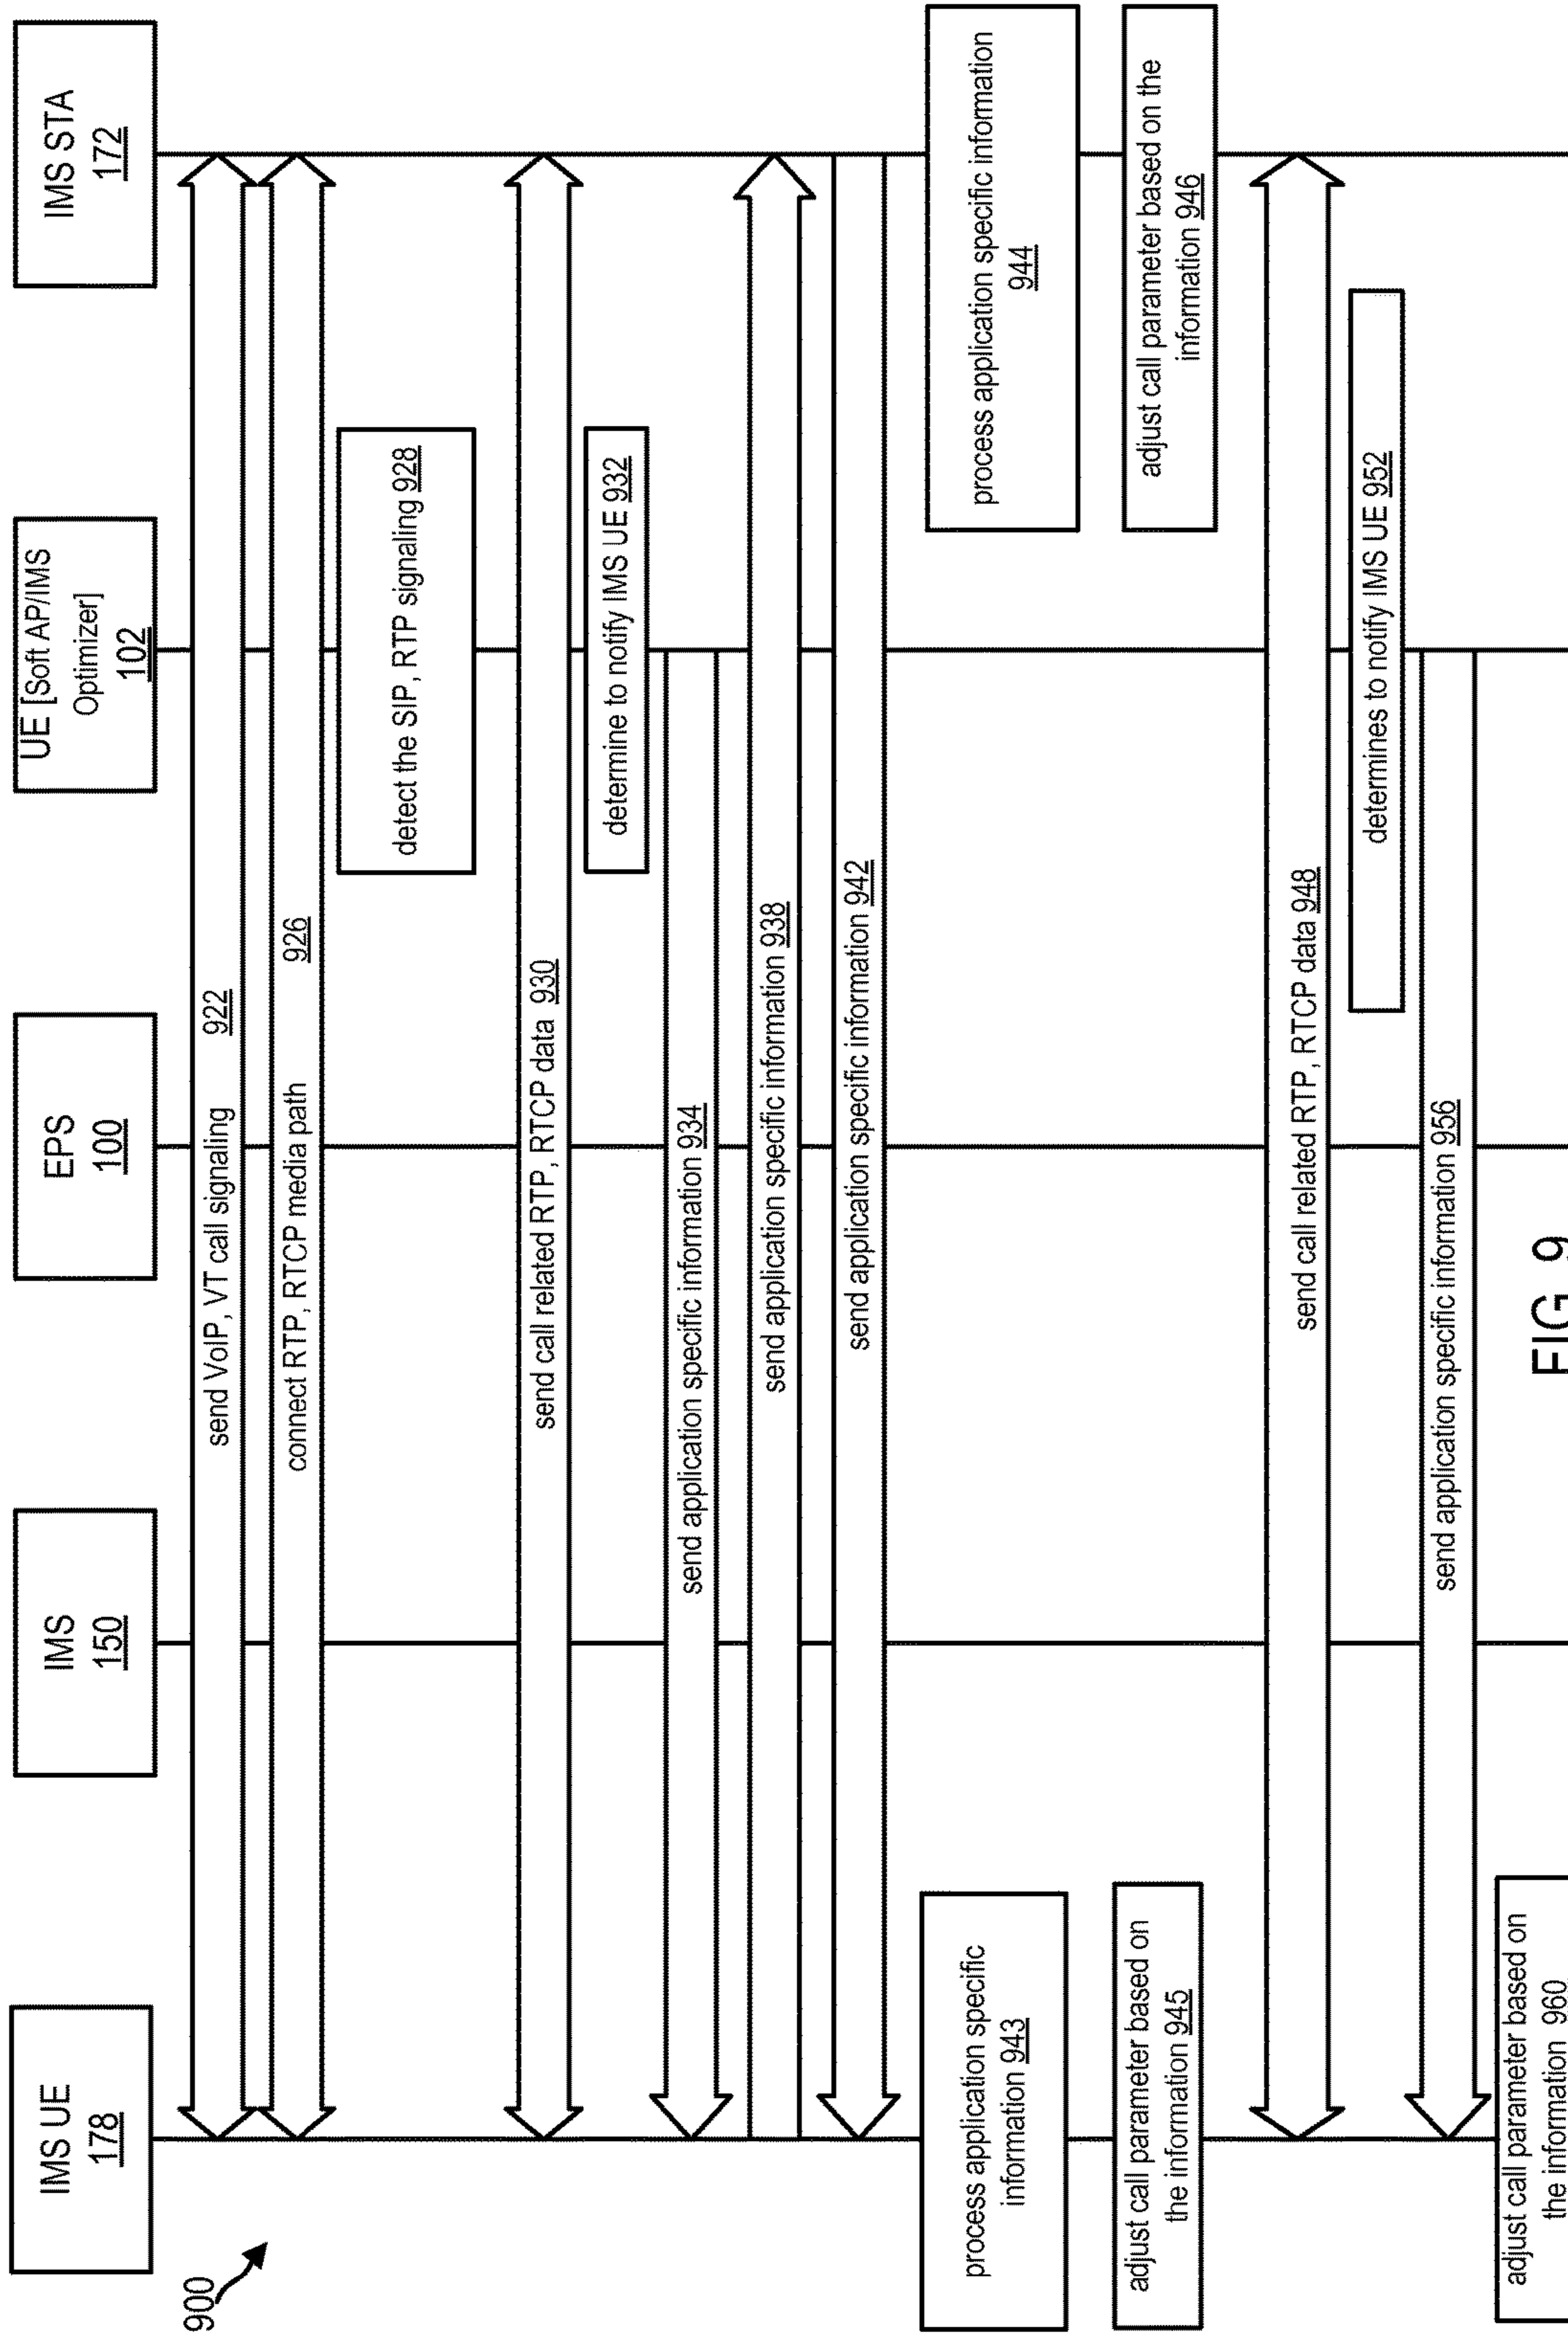 900
IMS UE
178
IMS
150
EPS
100
UE [Soft AP/IMS
Optimizer]
102
IMS STA
172
send VoIP, VT call signaling 922
connect RTP, RTCP media path 926
detect the SIP, RTP signaling 928
send call related RTP, RTCP data 930
determine to notify IMS UE 932
send application specific information 934
send application specific information 938
send application specific information 942
process application specific
information 943
process application specific information
944
adjust call parameter based on
the information 945
adjust call parameter based on the
information 946
send call related RTP, RTCP data 948
determines to notify IMS UE 952
send application specific information 956
adjust call parameter based on
the information 960
FIG. 9